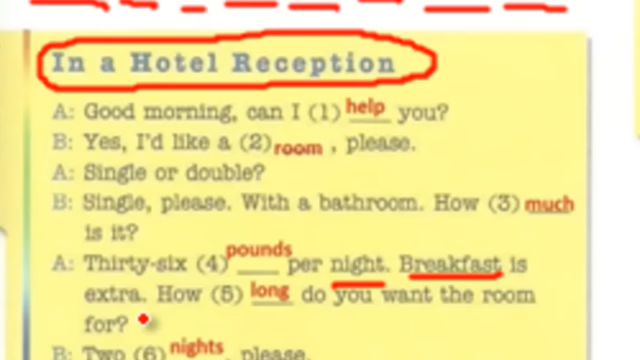 In a Hotel Reception
A: Good morning, can I (1) help you?
B: Yes, I'd like a (2) room, please.
A: Single or double?
B: Single, please. With a bathroom. How (3) much
is it?
A: Thirty-six (4) pounds per night. Breakfast is
extra. How (5) long do you want the room
for?
B: Two (6) nights, please.